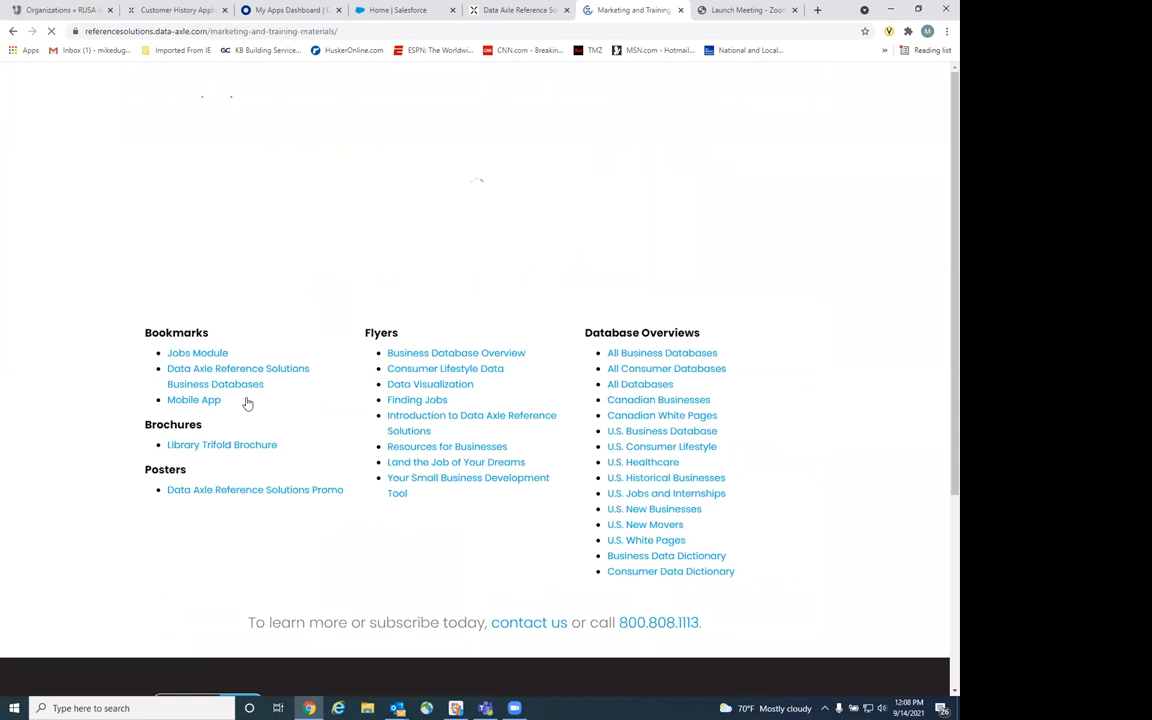 Organizations » RUSA
Customer History Appli
My Apps Dashboard | D
Home | Salesforce
Data Axle Reference So
Marketing and Training
Launch Meeting - Zoo
referencesolutions.data-axle.com/marketing-and-training-materials/
M
Apps
Inbox (1) - mikedug...
Imported From IE
KB Building Service...
HuskerOnline.com
ESPN: The Worldwi...
CNN.com - Breakin...
TMZ
MSN.com - Hotmail...
National and Local...
»
Reading list
Bookmarks
Jobs Module
Data Axle Reference Solutions
Business Databases
Mobile App
Brochures
Library Trifold Brochure
Posters
Data Axle Reference Solutions Promo
Flyers
Business Database Overview
Consumer Lifestyle Data
Data Visualization
Finding Jobs
Introduction to Data Axle Reference
Solutions
Resources for Businesses
Land the Job of Your Dreams
Your Small Business Development
Tool
Database Overviews
All Business Databases
All Consumer Databases
All Databases
Canadian Businesses
Canadian White Pages
U.S. Business Database
U.S. Consumer Lifestyle
U.S. Healthcare
U.S. Historical Businesses
U.S. Jobs and Internships
U.S. New Businesses
U.S. New Movers
U.S. White Pages
Business Data Dictionary
Consumer Data Dictionary
To learn more or subscribe today, contact us or call 800.808.1113.
Type here to search
70°F Mostly cloudy
12:08 PM
9/14/2021